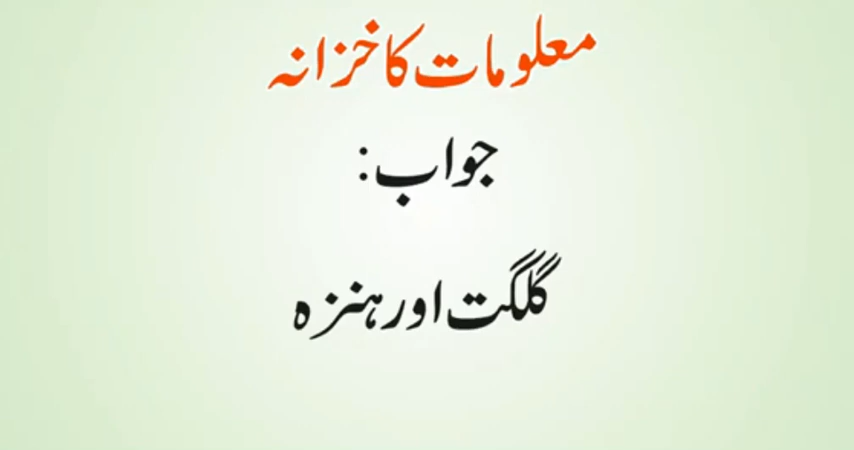 معلومات کا خزانہ
جواب:
گلگت اور ہنزہ